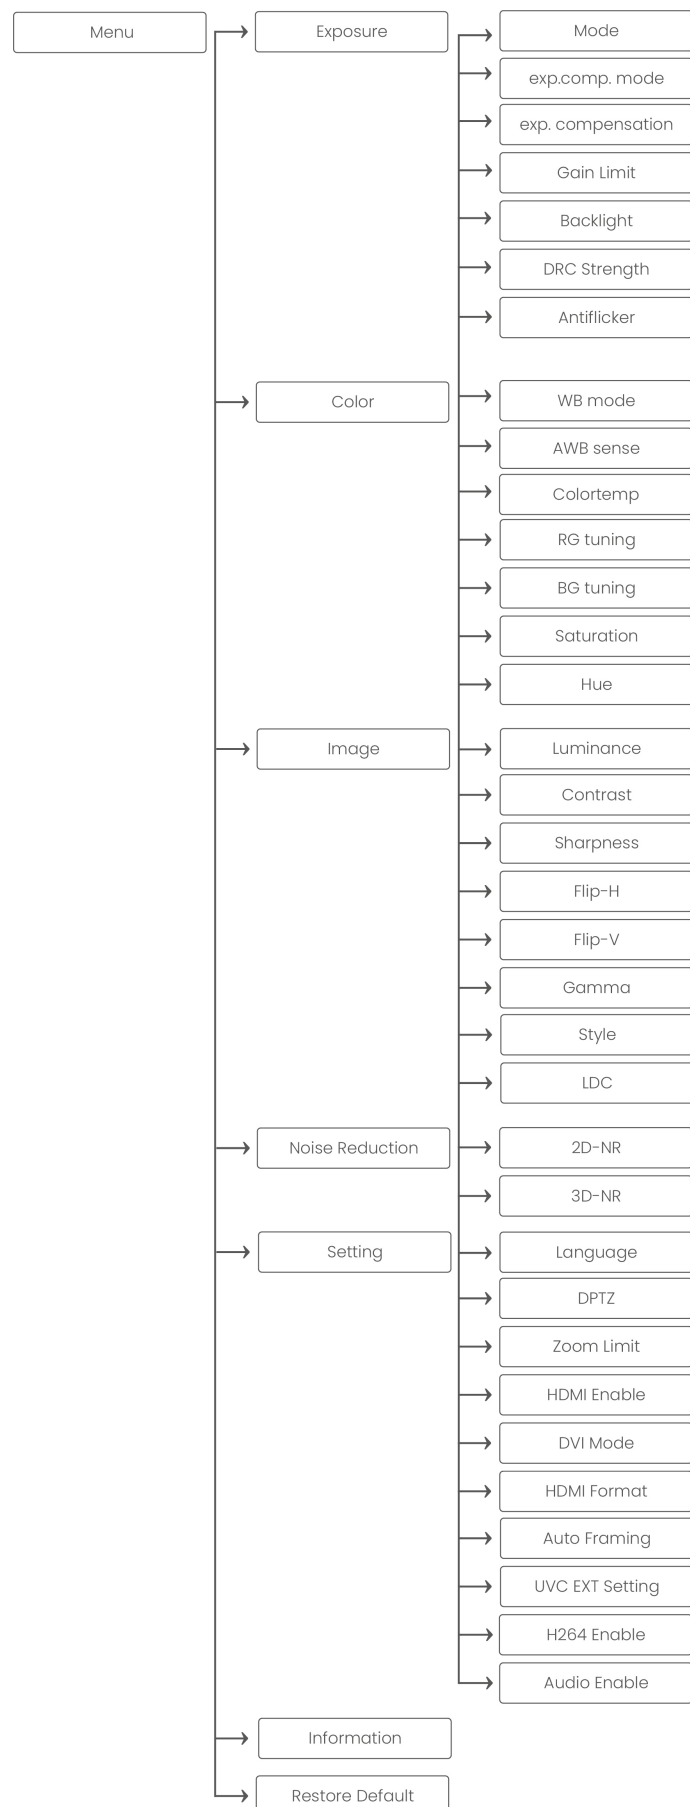 Menu
Exposure
Mode
exp.comp. mode
exp. compensation
Gain Limit
Backlight
DRC Strength
Antiflicker
Color
WB mode
AWB sense
Colortemp
RG tuning
BG tuning
Saturation
Hue
Image
Luminance
Contrast
Sharpness
Flip-H
Flip-V
Gamma
Style
LDC
Noise Reduction
2D-NR
3D-NR
Setting
Language
DPTZ
Zoom Limit
HDMI Enable
DVI Mode
HDMI Format
Auto Framing
UVC EXT Setting
H264 Enable
Audio Enable
Information
Restore Default